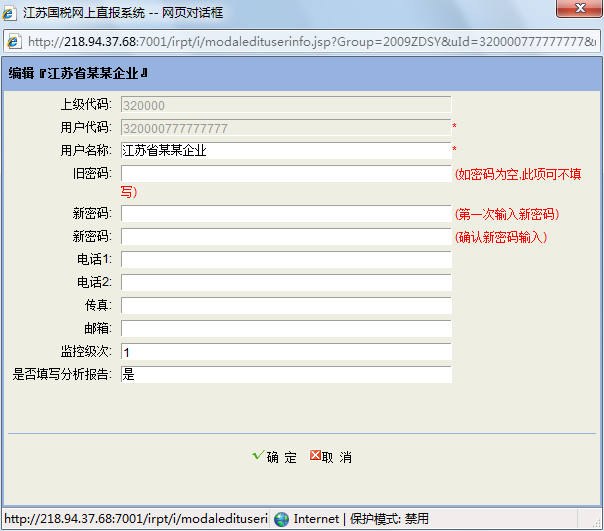 江苏国税网上直报系统 -- 网页对话框
http://218.94.37.68:7001/irpt/i/modaledituserinfo.jsp?Group=2009ZDSY&uId=320000777777777&u
编辑『江苏省某某企业』
上级代码: 320000
用户代码: 320000777777777 *
用户名称: 江苏省某某企业 *
旧密码: (如密码为空,此项可不填
写)
新密码: (第一次输入新密码)
新密码: (确认新密码输入)
电话1:
电话2:
传真:
邮箱:
监控级次: 1
是否填写分析报告: 是
确 定 取 消
http://218.94.37.68:7001/irpt/i/modaledituseri Internet | 保护模式: 禁用